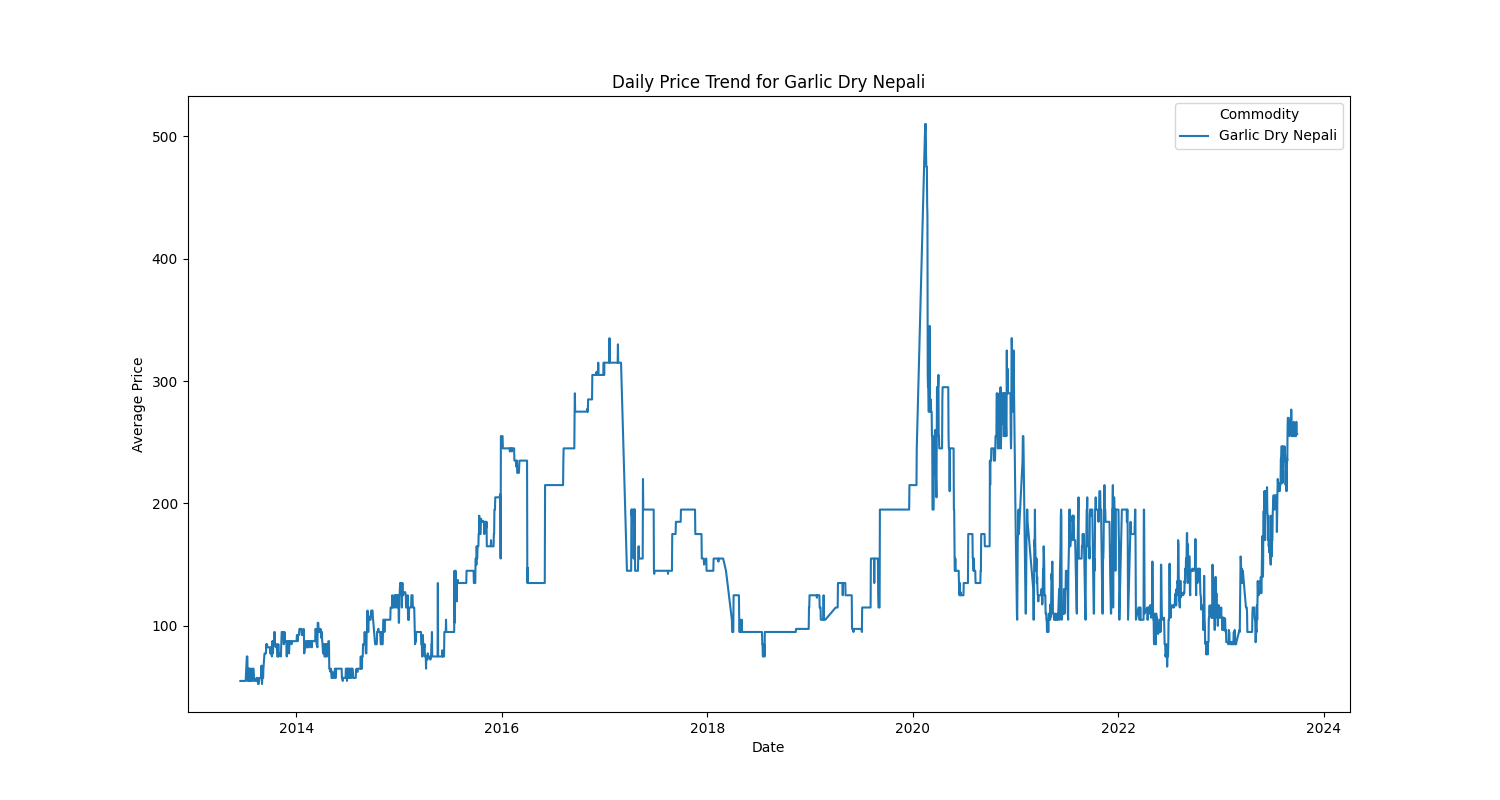 Daily Price Trend for Garlic Dry Nepali
Commodity
Garlic Dry Nepali
500
400
300
200
100
Average Price
2014
2016
2018
2020
2022
2024
Date